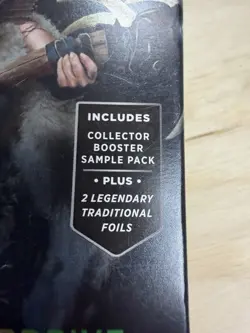 INCLUDES
COLLECTOR
BOOSTER
SAMPLE PACK
• PLUS •
2 LEGENDARY
TRADITIONAL
FOILS